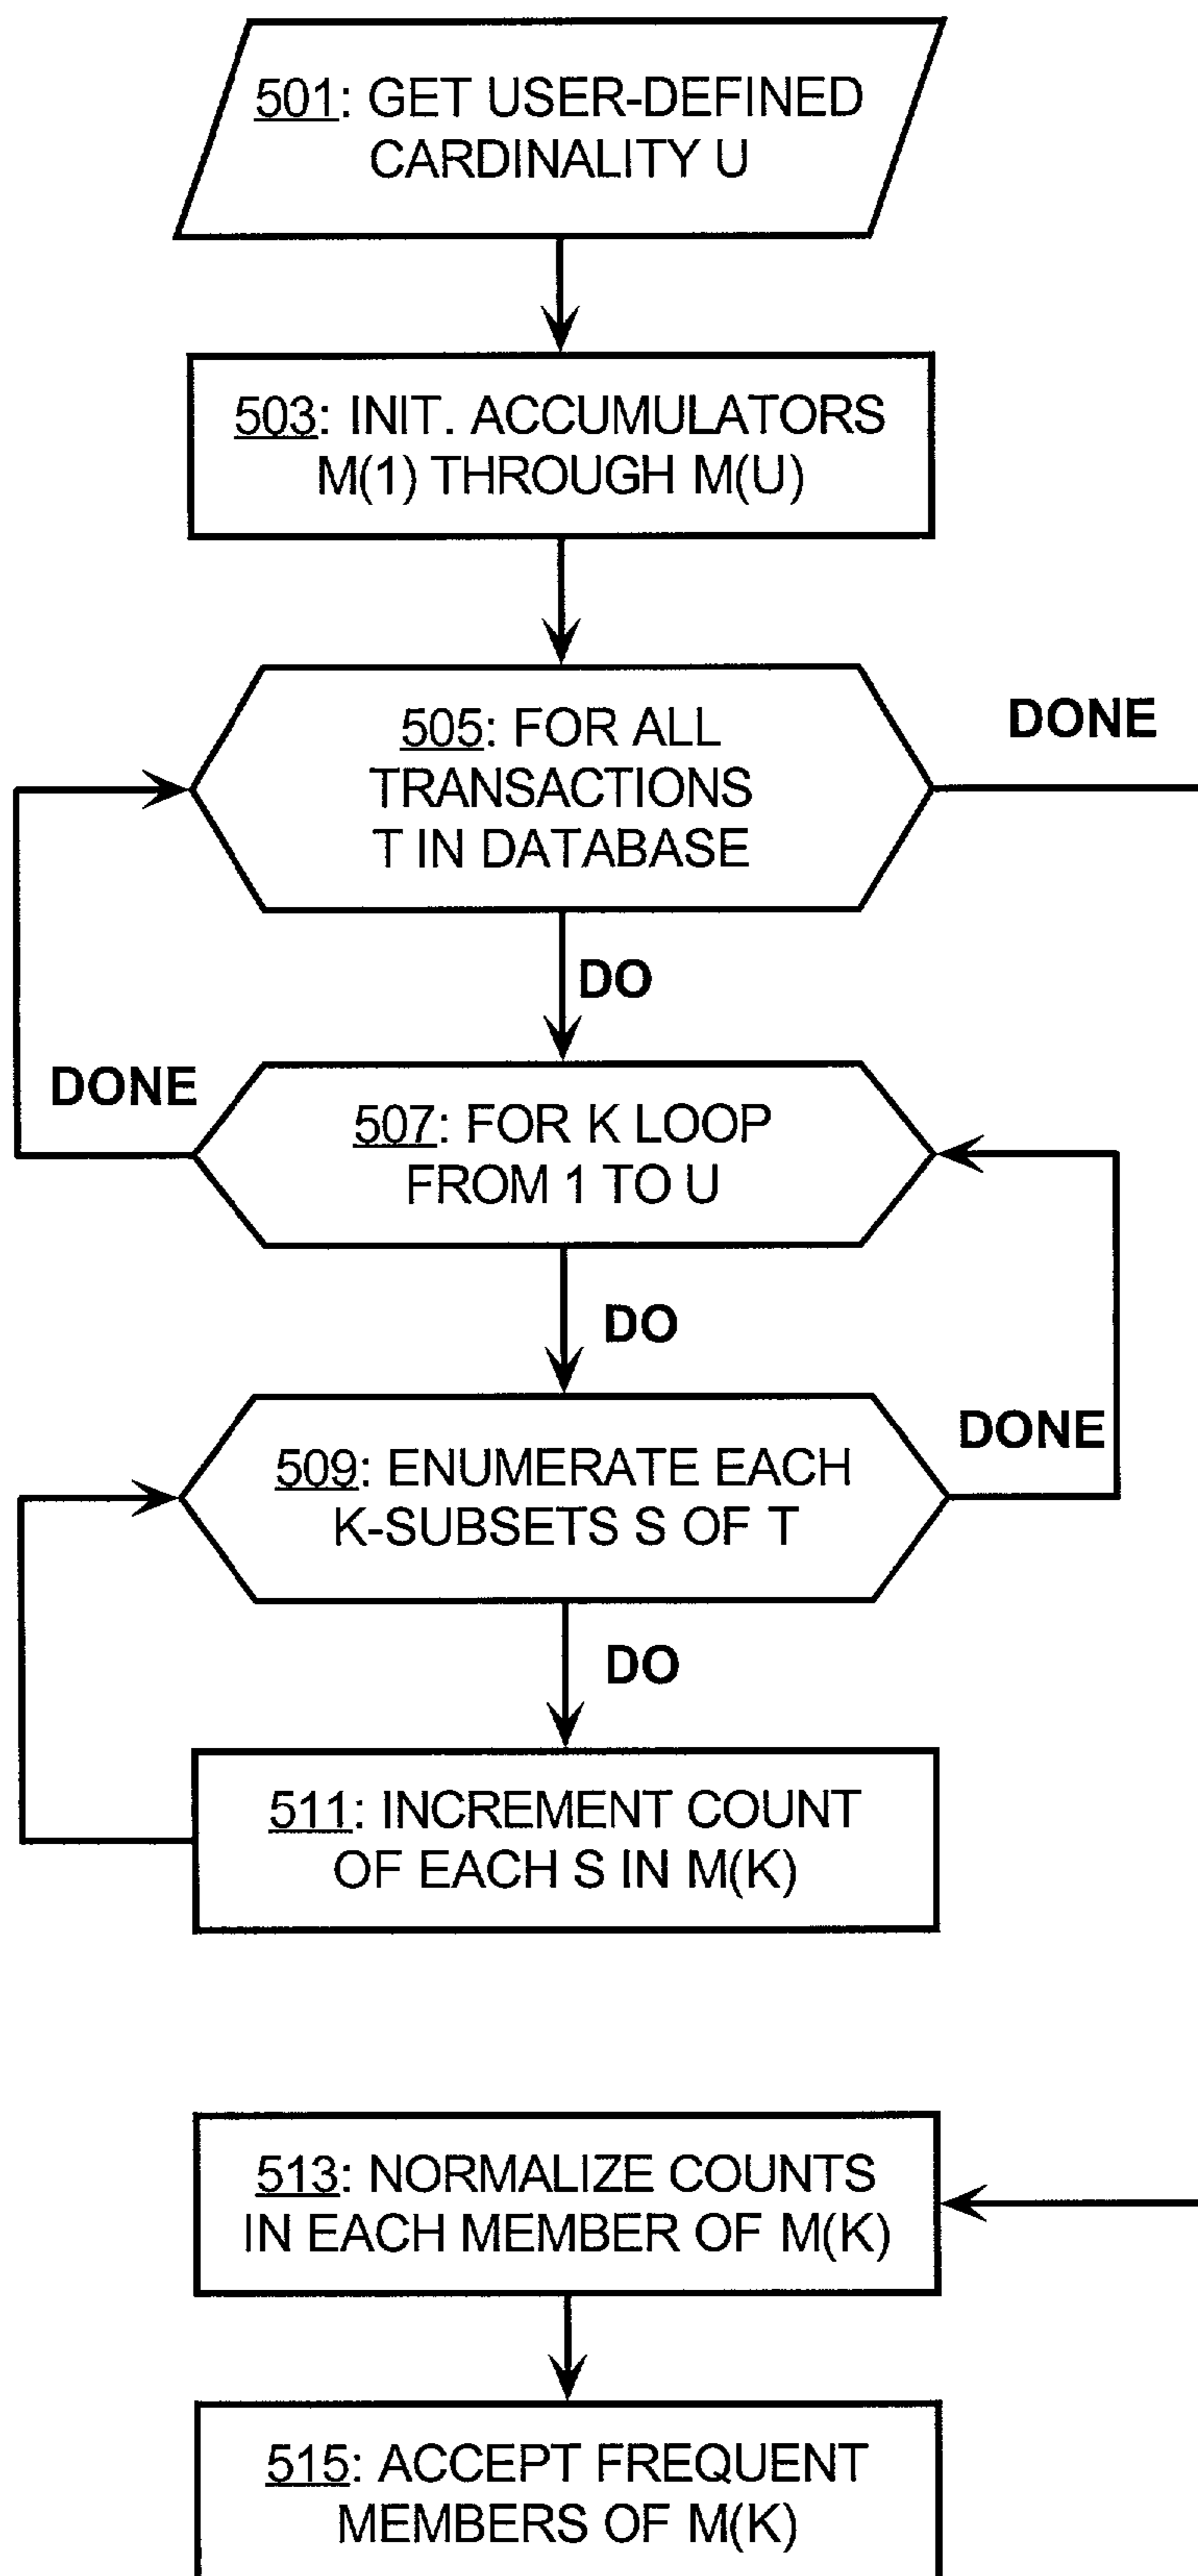 501: GET USER-DEFINED
CARDINALITY U
503: INIT. ACCUMULATORS
M(1) THROUGH M(U)
505: FOR ALL
TRANSACTIONS
T IN DATABASE
DONE
DO
DONE
507: FOR K LOOP
FROM 1 TO U
DO
509: ENUMERATE EACH
K-SUBSETS S OF T
DONE
DO
511: INCREMENT COUNT
OF EACH S IN M(K)
513: NORMALIZE COUNTS
IN EACH MEMBER OF M(K)
515: ACCEPT FREQUENT
MEMBERS OF M(K)